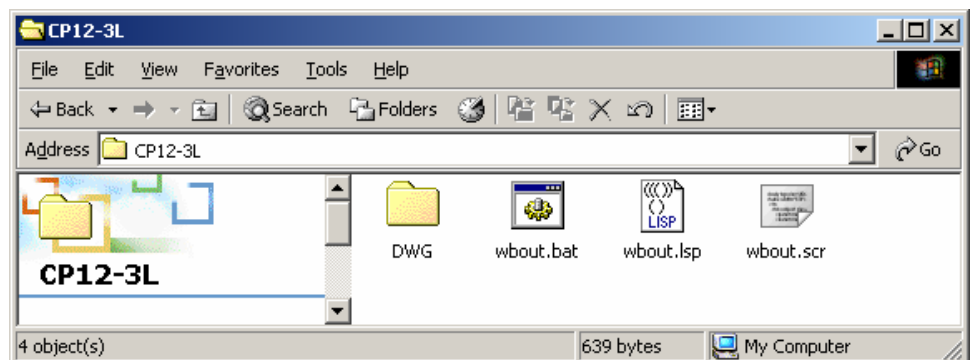 CP12-3L
File Edit View Favorites Tools Help
Back Search Folders
Address CP12-3L Go
CP12-3L
DWG wbout.bat wbout.lsp wbout.scr
LISP
4 object(s) 639 bytes My Computer